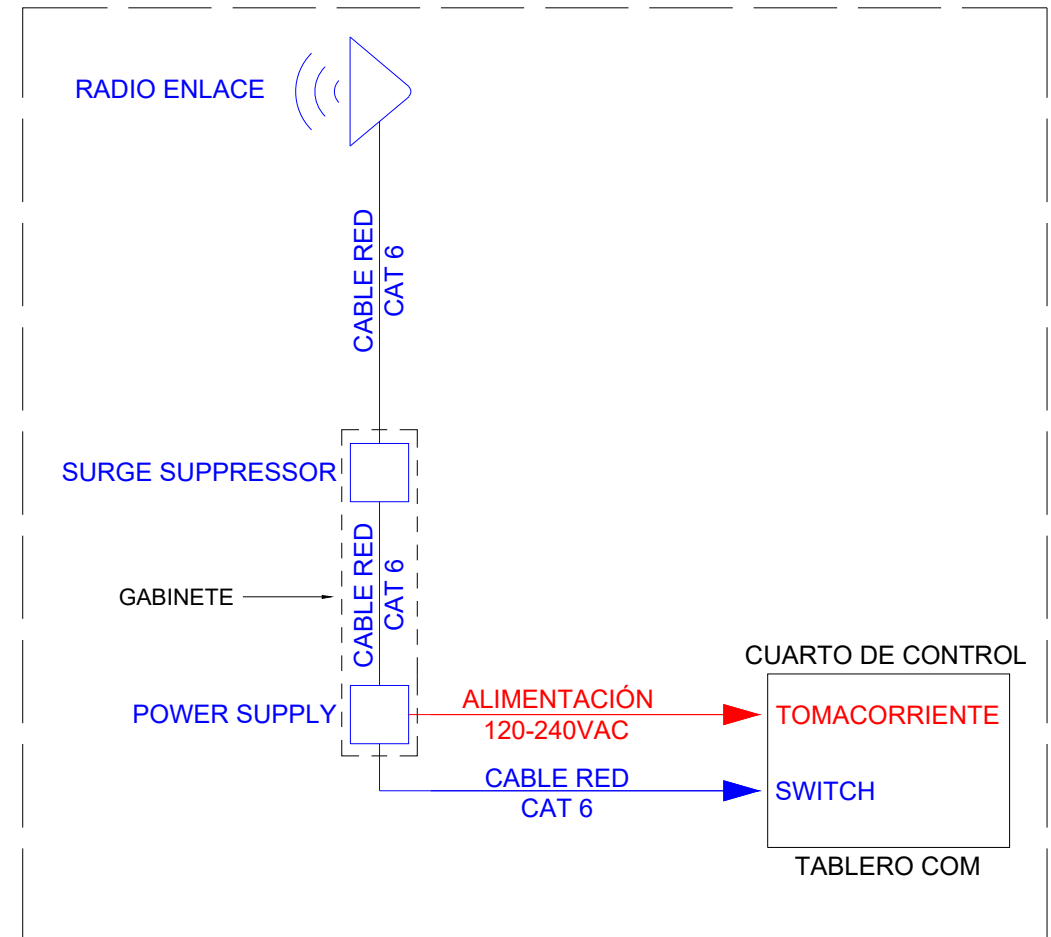 RADIO ENLACE
CABLE RED
CAT 6
SURGE SUPPRESSOR
CABLE RED
CAT 6
GABINETE
CUARTO DE CONTROL
POWER SUPPLY
ALIMENTACIÓN
120-240VAC
TOMACORRIENTE
CABLE RED
CAT 6
SWITCH
TABLERO COM